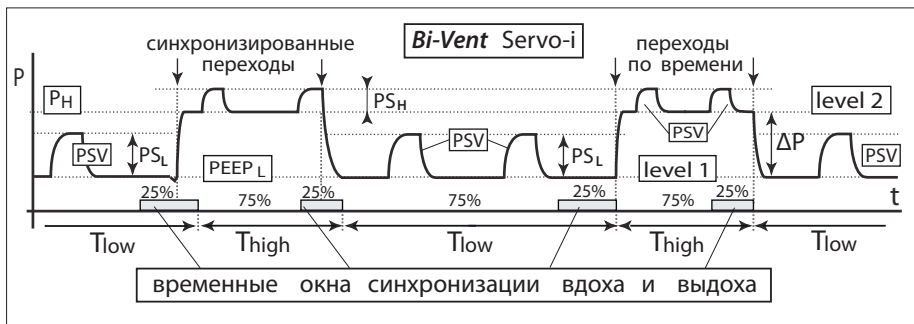 синхронизированные переходы
Bi-Vent Servo-i
переходы по времени
P
PH
PSH
level 2
PSV
PSL
PSV
PSL
PSV
ΔP
PSV
PEEP L
level 1
t
25%
75%
25%
75%
25%
75%
25%
Tlow
Thigh
Tlow
Thigh
Tlow
временные окна синхронизации вдоха и выдоха